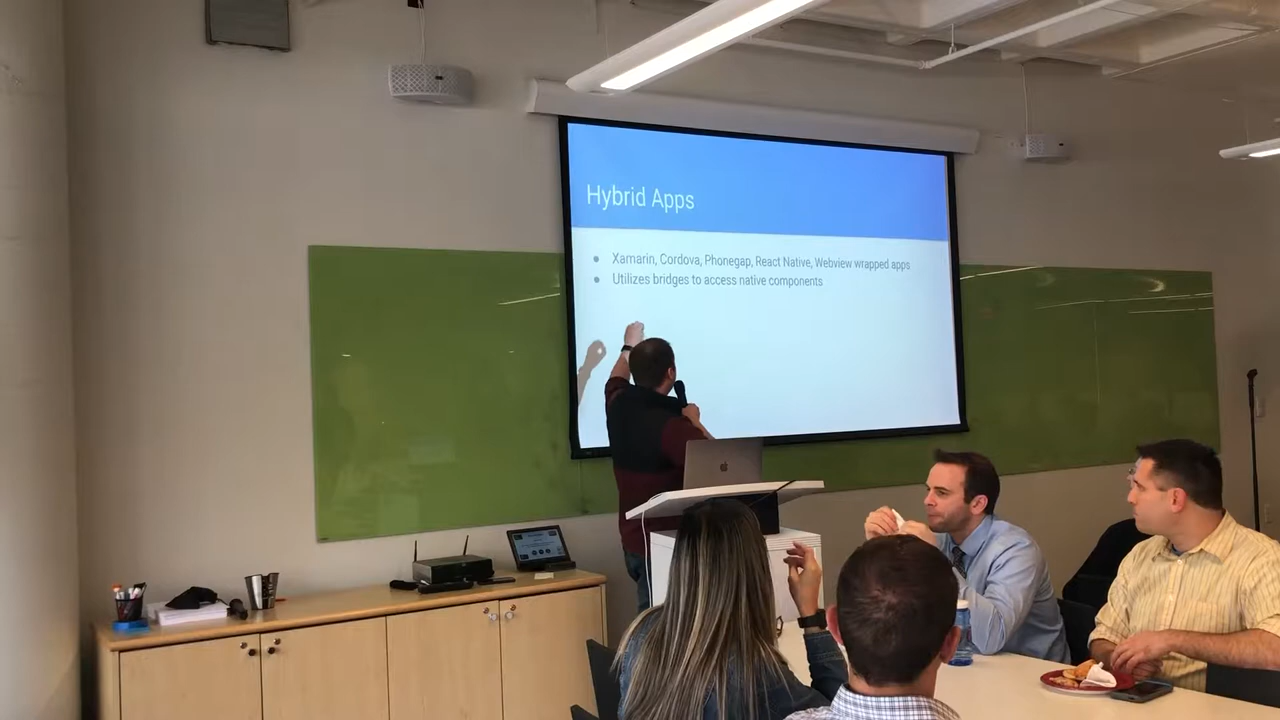 Hybrid Apps
Xamarin, Cordova, Phonegap, React Native, Webview wrapped apps
Utilizes bridges to access native components